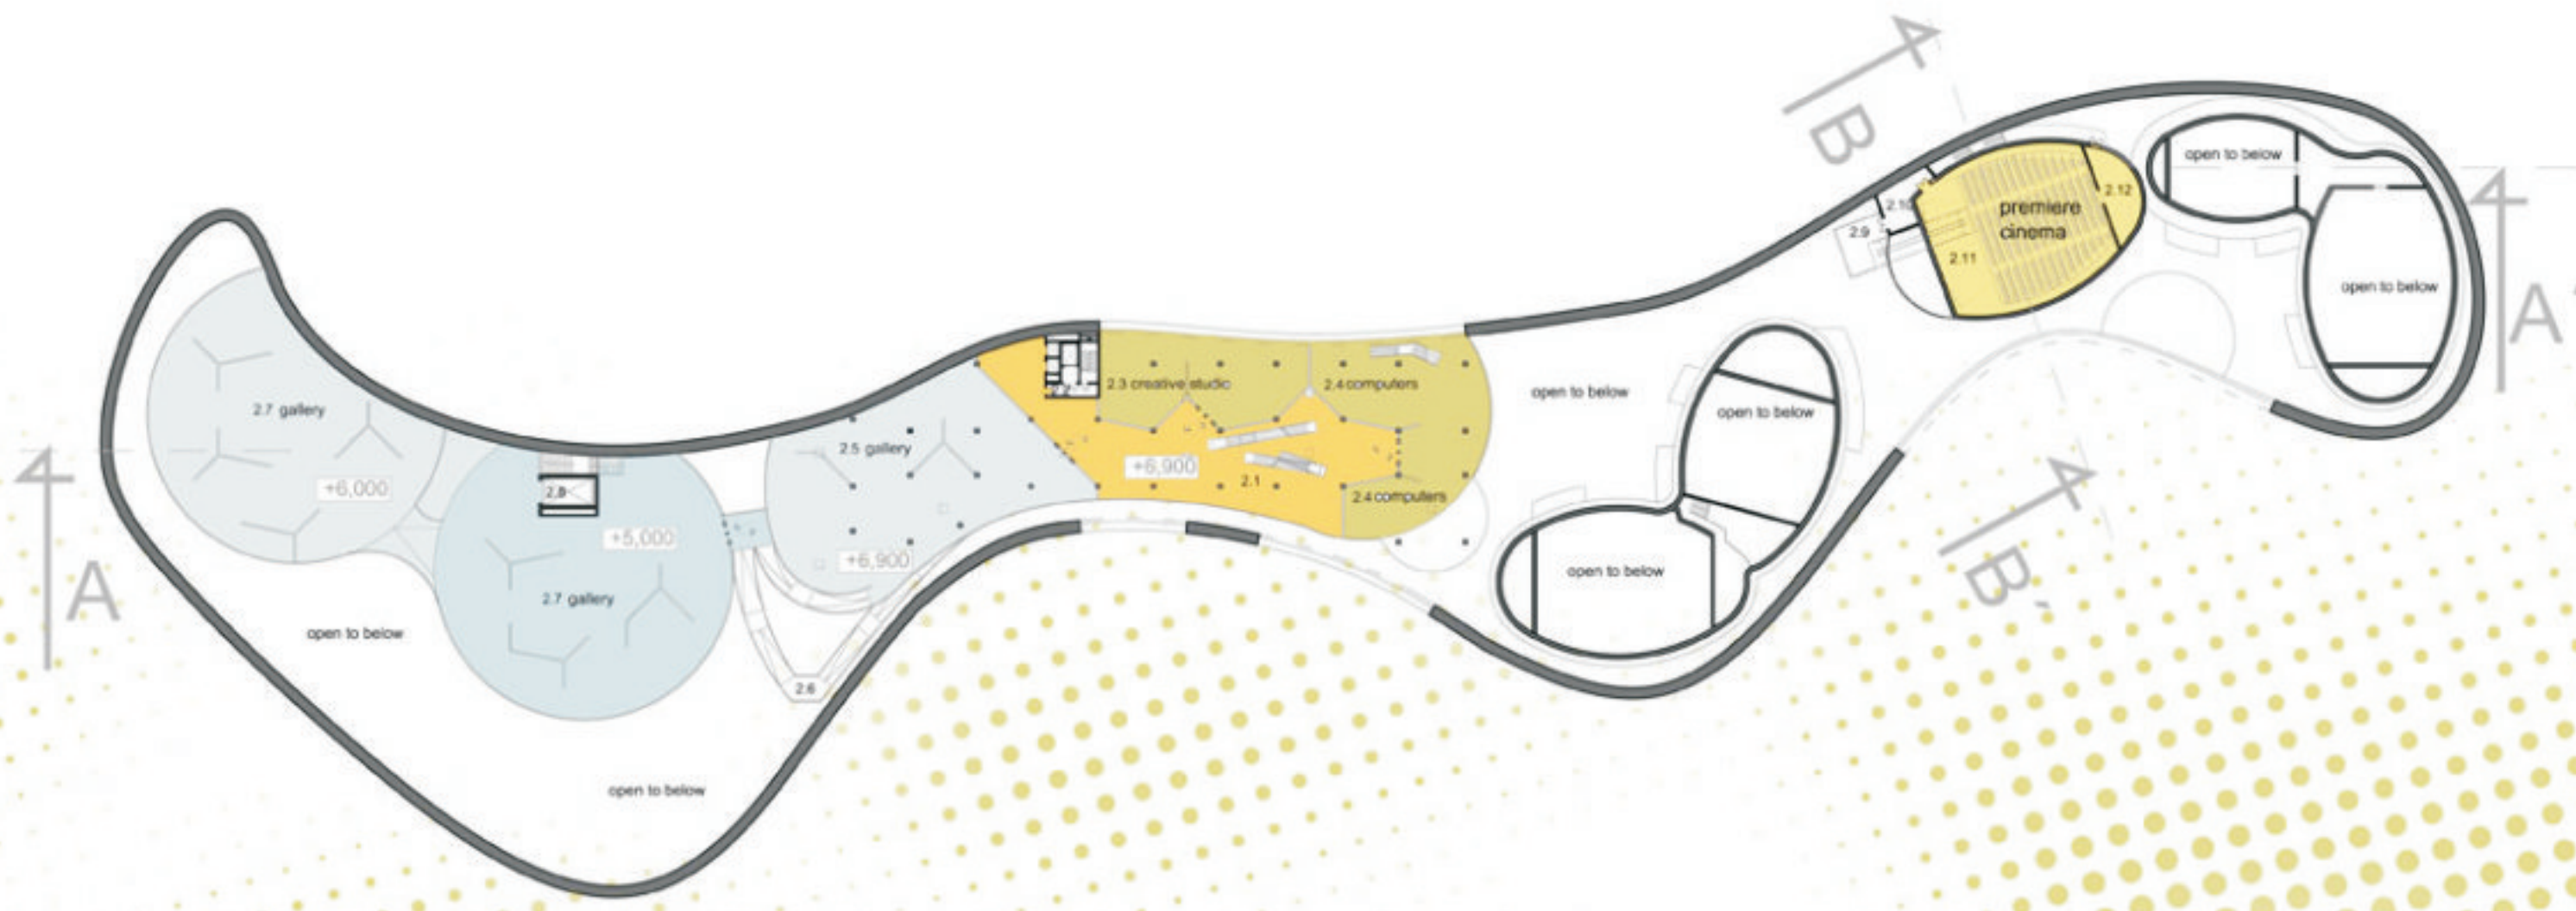 B
open to below
2.12
2.10
premiere
cinema
2.9
2.11
open to below
A'
2.3 creative studio
2.4 computers
open to below
open to below
2.7 gallery
2.5 gallery
+6,900
2.1
+6,000
2.8
2.4 computers
+5,000
+6,900
open to below
A
2.7 gallery
B'
open to below
2.6
open to below